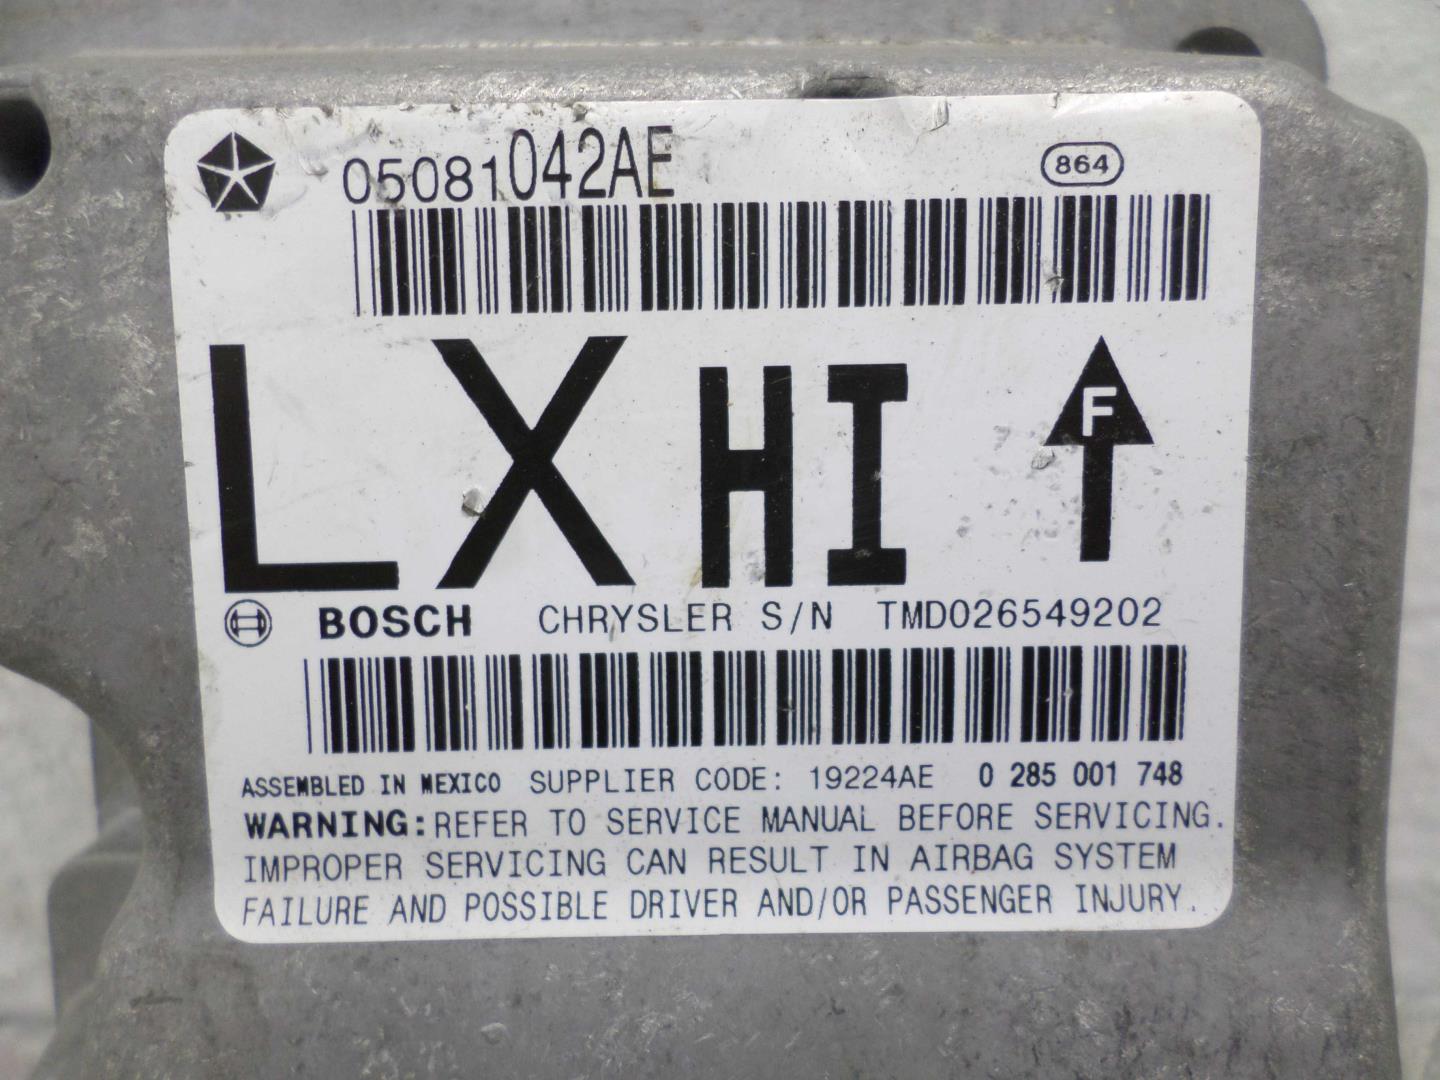 05081042AE 864
LX HI F
BOSCH CHRYSLER S/N TMD026549202
ASSEMBLED IN MEXICO SUPPLIER CODE: 19224AE 0 285 001 748
WARNING: REFER TO SERVICE MANUAL BEFORE SERVICING.
IMPROPER SERVICING CAN RESULT IN AIRBAG SYSTEM
FAILURE AND POSSIBLE DRIVER AND/OR PASSENGER INJURY.